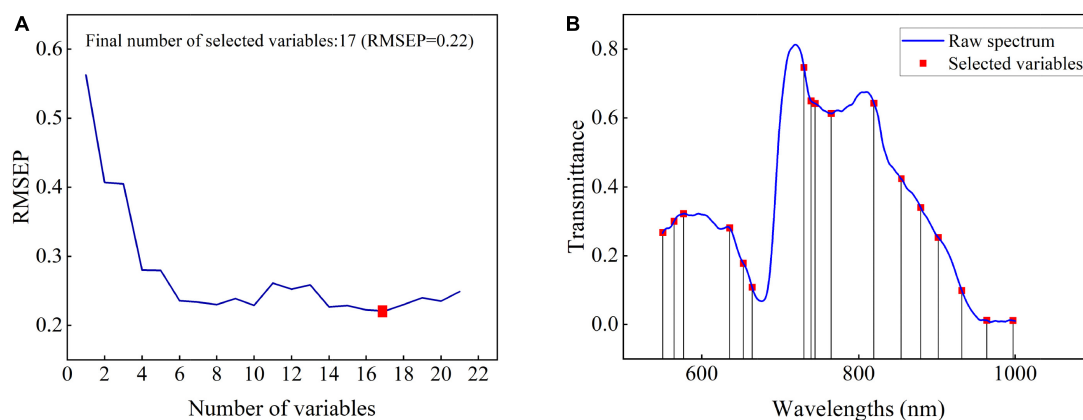 A
Final number of selected variables:17 (RMSEP=0.22)
RMSEP
0.6
0.5
0.4
0.3
0.2
0 2 4 6 8 10 12 14 16 18 20 22
Number of variables
B
Raw spectrum
Selected variables
Transmittance
0.8
0.6
0.4
0.2
0.0
600 800 1000
Wavelengths (nm)